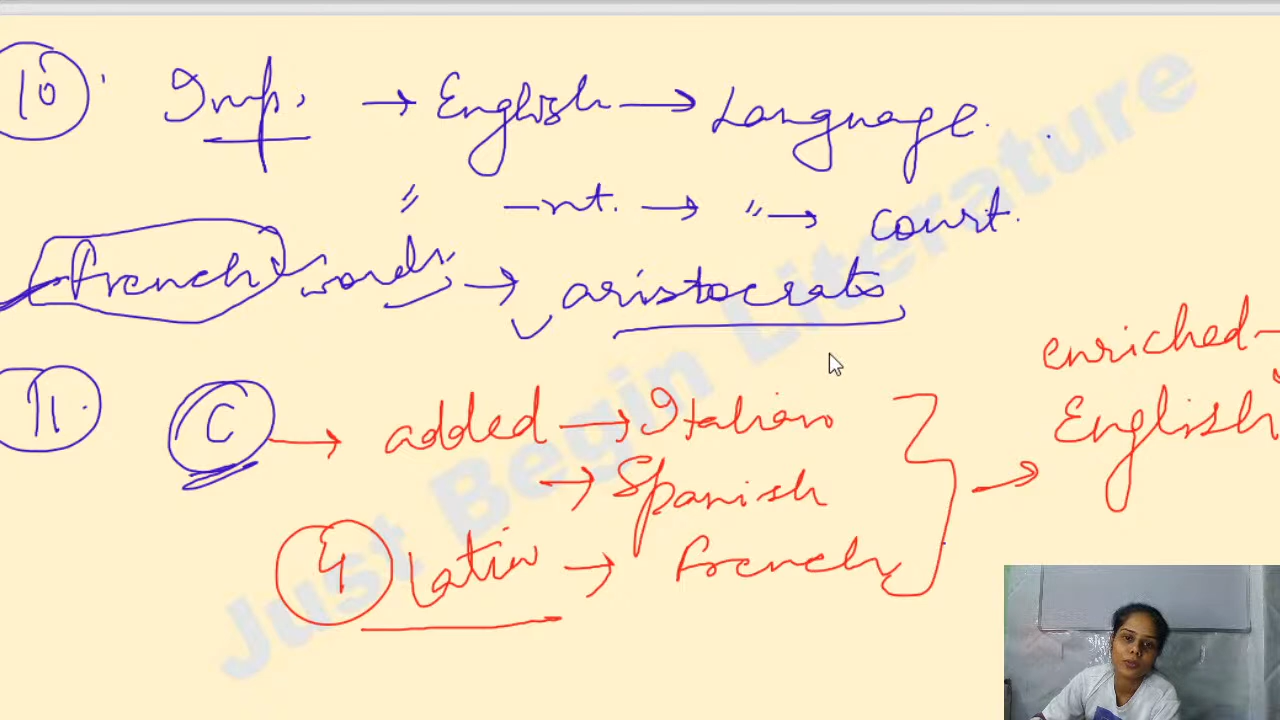 10. Imp. → English → Language.
" — nt. → " → court.
French words → aristocrats
11. C → added → Italian
→ Spanish
4 Latin → French
enriched-
English
Just Begin Literature